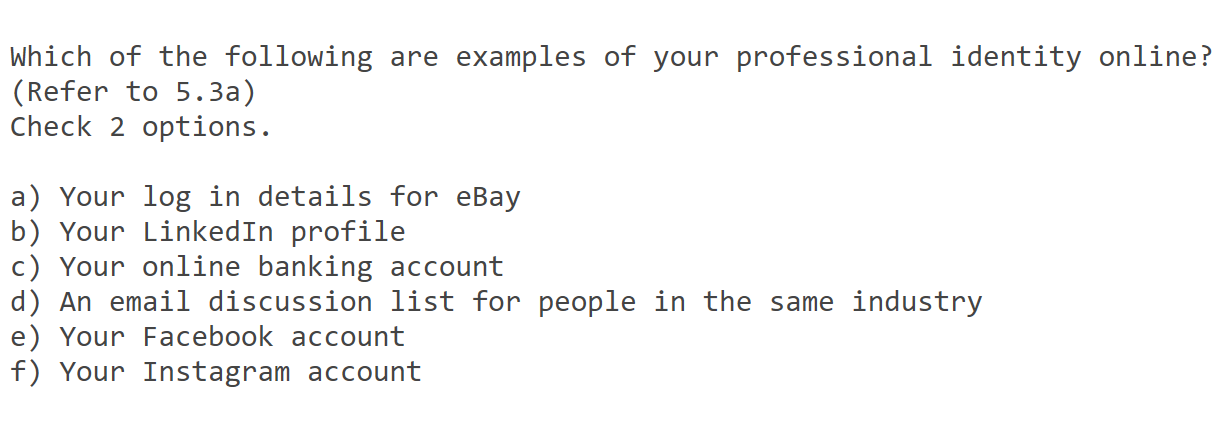 Which of the following are examples of your professional identity online?
(Refer to 5.3a)
Check 2 options.
a) Your log in details for eBay
b) Your LinkedIn profile
c) Your online banking account
d) An email discussion list for people in the same industry
e) Your Facebook account
f) Your Instagram account